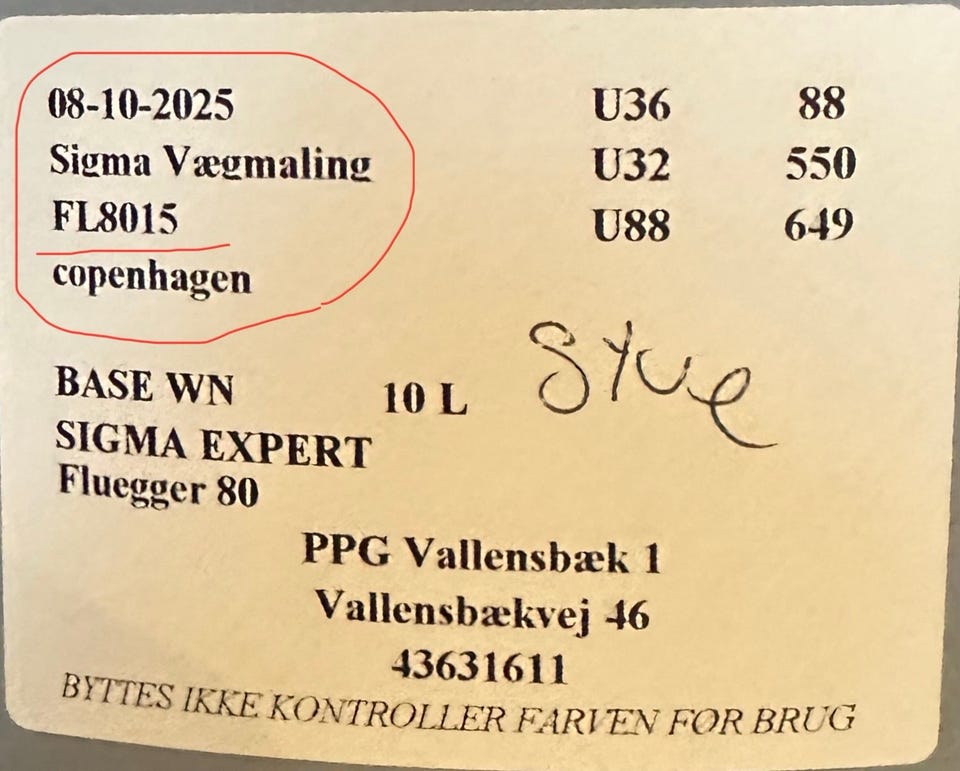 08-10-2025 U36 88
Sigma Vægmaling U32 550
FL8015 U88 649
copenhagen
BASE WN 10 L
Stue
SIGMA EXPERT
Fluegger 80
PPG Vallensbæk 1
Vallensbækvej 46
43631611
BYTTES IKKE KONTROLLER FARVEN FØR BRUG